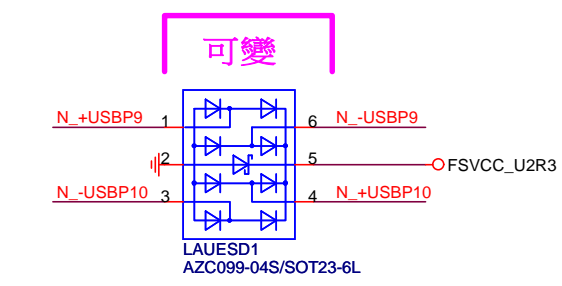 可變
N_+USBP9 1
6 N_-USBP9
2
5 FSVCC_U2R3
N_-USBP10 3
4 N_+USBP10
LAUESD1
AZC099-04S/SOT23-6L